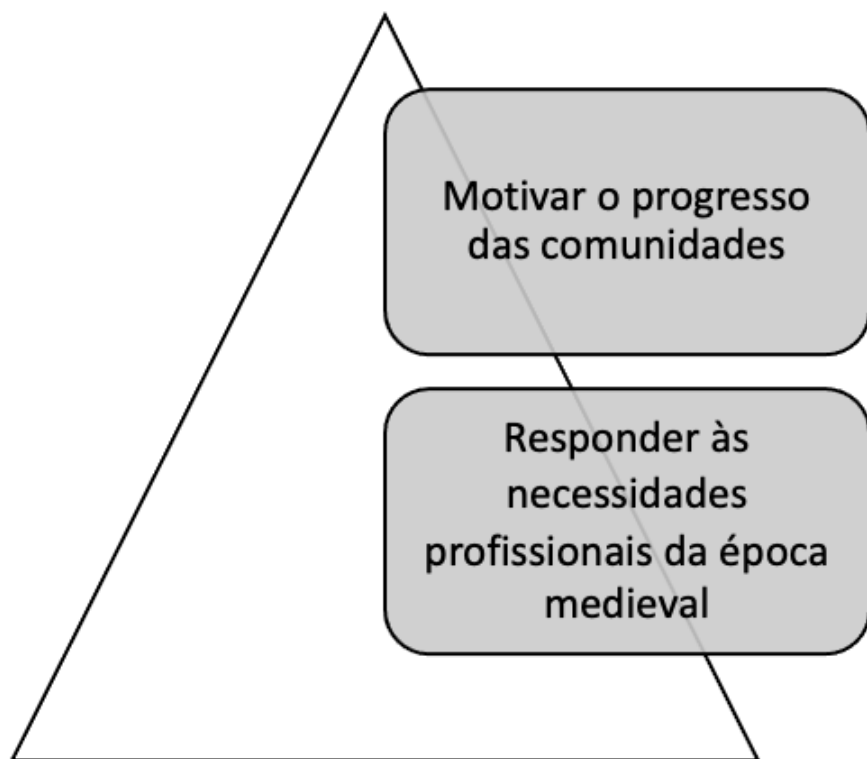 Motivar o progresso
das comunidades
Responder às
necessidades
profissionais da época
medieval